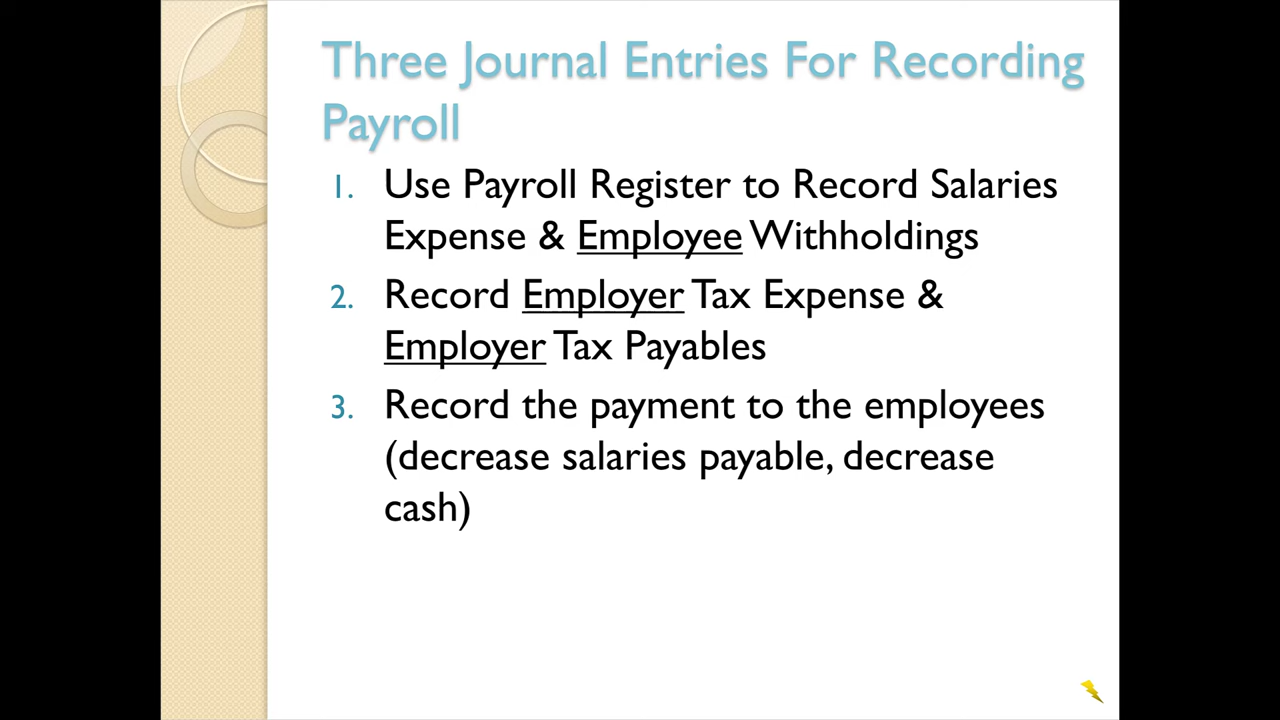 Three Journal Entries For Recording
Payroll
1. Use Payroll Register to Record Salaries
Expense & Employee Withholdings
2. Record Employer Tax Expense &
Employer Tax Payables
3. Record the payment to the employees
(decrease salaries payable, decrease
cash)